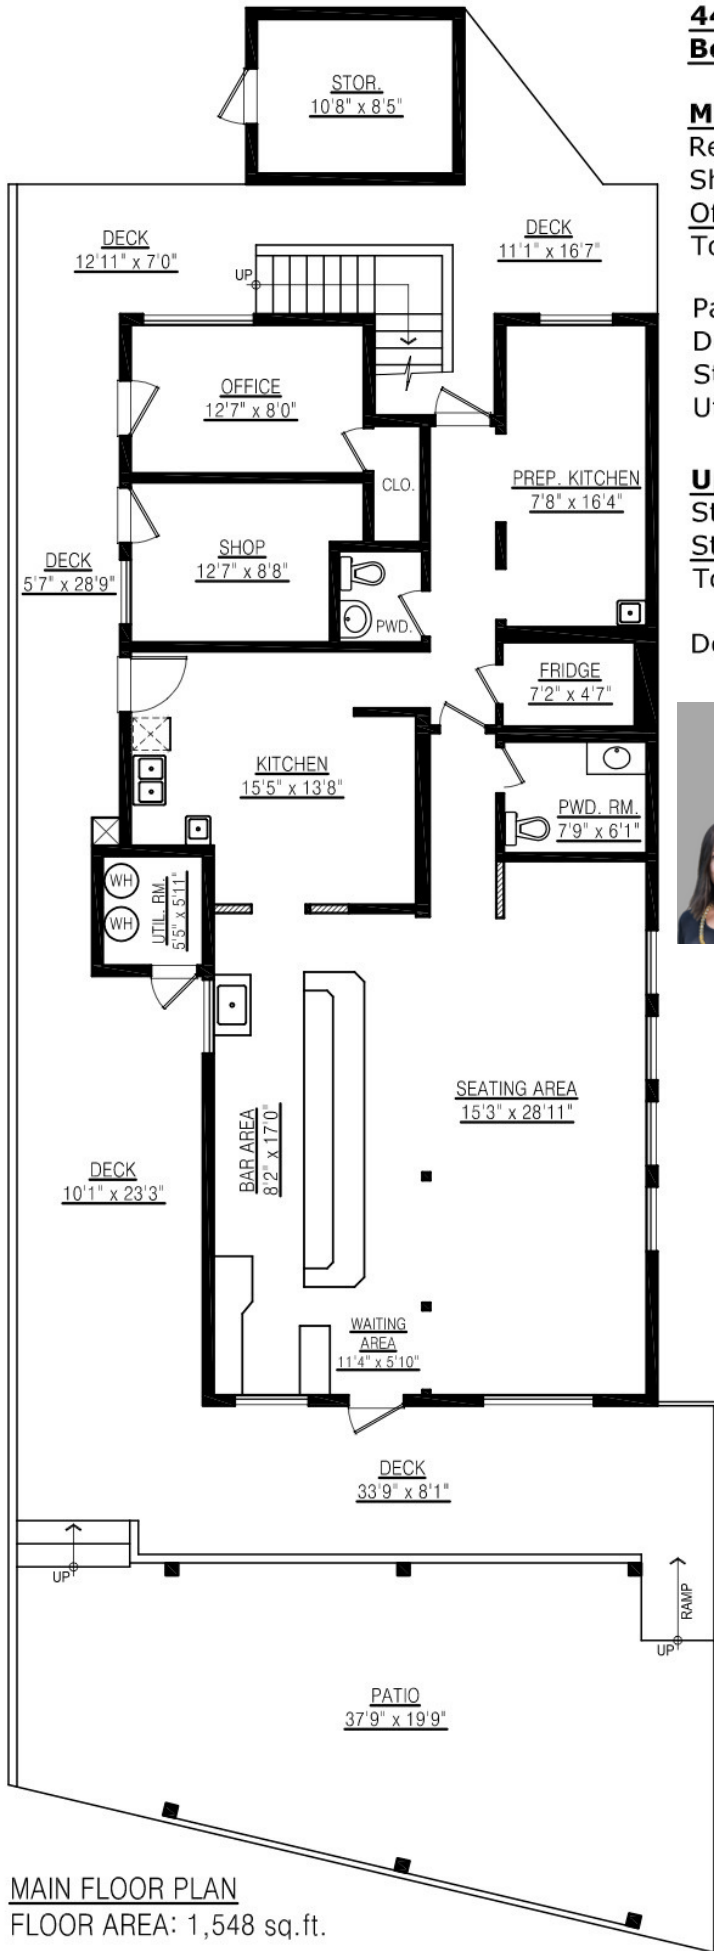 44
STOR.
10'8" x 8'5"
DECK
12'11" x 7'0"
DECK
11'1" x 16'7"
UP
OFFICE
12'7" x 8'0"
CLO.
PREP. KITCHEN
7'8" x 16'4"
SHOP
12'7" x 8'8"
DECK
5'7" x 28'9"
PWD.
FRIDGE
7'2" x 4'7"
KITCHEN
15'5" x 13'8"
PWD. RM.
7'9" x 6'1"
WH
WH
UTIL. RM.
5'5" x 5'11"
SEATING AREA
15'3" x 28'11"
BAR AREA
8'2" x 17'0"
DECK
10'1" x 23'3"
WAITING
AREA
11'4" x 5'10"
DECK
33'9" x 8'1"
UP
RAMP
UP
PATIO
37'9" x 19'9"
MAIN FLOOR PLAN
FLOOR AREA: 1,548 sq.ft.